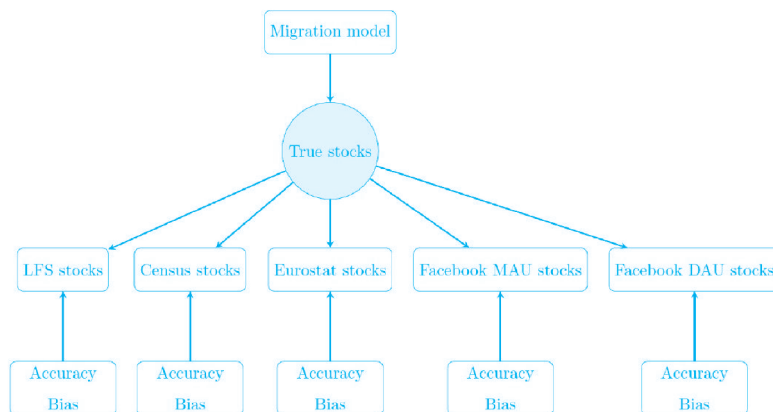 Migration model
True stocks
LFS stocks
Census stocks
Eurostat stocks
Facebook MAU stocks
Facebook DAU stocks
Accuracy
Bias
Accuracy
Bias
Accuracy
Bias
Accuracy
Bias
Accuracy
Bias